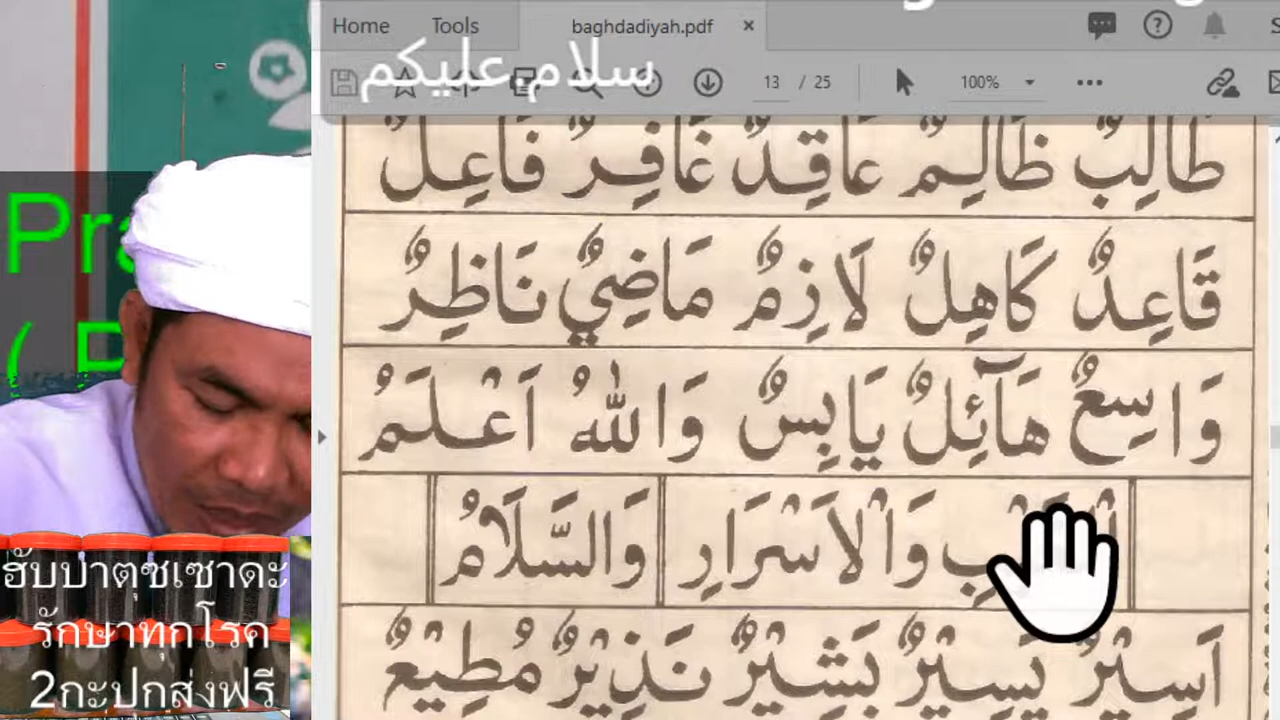 Home Tools baghdadiyah.pdf
سلام.عليكم
13 / 25 100%
طَالِبٌ ظَالِمٌ عَاقِدٌ غَافِرٌ فَاعِلٌ
قَاعِدٌ كَاهِلٌ لَازِمٌ مَاضِيٌ نَاظِرٌ
وَاسِعٌ هَآئِلٌ يَابِسٌ وَاللهُ اَعْلَمُ
وَالْاَسْرَارِ وَالسَّلَامُ
اَسِيْرٌ يَسِيْرٌ بَشِيْرٌ نَذِيْرٌ مُطِيْعٌ
ฮับบาตุซเซาดะ
รักษาทุกโรค
2กะปุกส่งฟรี